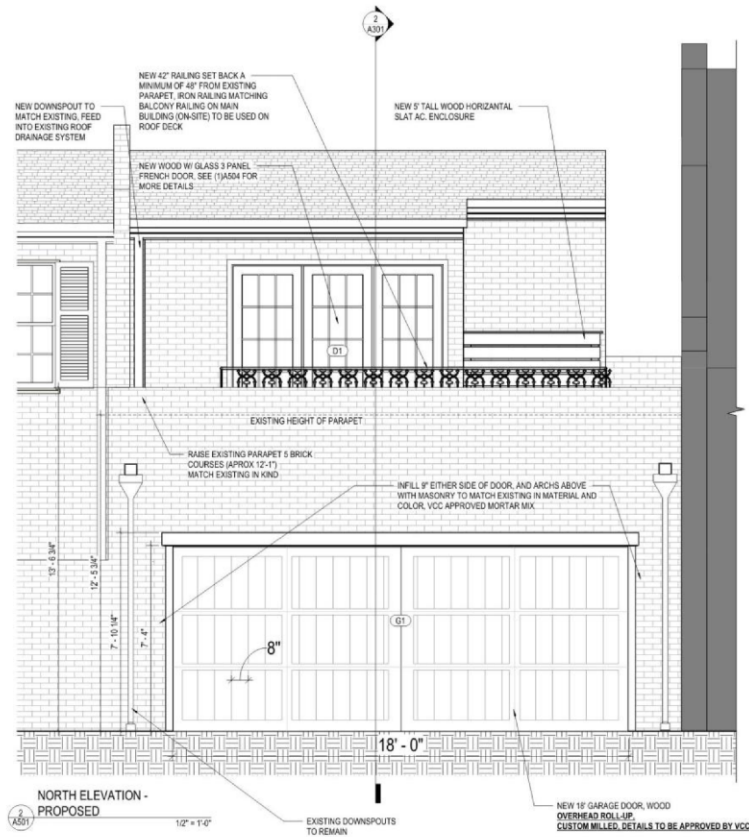 2
A301
NEW 42" RAILING SET BACK A
MINIMUM OF 48" FROM EXISTING
PARAPET, IRON RAILING MATCHING
BALCONY RAILING ON MAIN
BUILDING (ON-SITE) TO BE USED ON
ROOF DECK
NEW DOWNSPOUT TO
MATCH EXISTING, FEED
INTO EXISTING ROOF
DRAINAGE SYSTEM
NEW 5' TALL WOOD HORIZANTAL
SLAT AC. ENCLOSURE
NEW WOOD W/ GLASS 3 PANEL
FRENCH DOOR, SEE (1)A504 FOR
MORE DETAILS
D1
EXISTING HEIGHT OF PARAPET
RAISE EXISTING PARAPET 5 BRICK
COURSES (APROX 12'-1")
MATCH EXISTING IN KIND
INFILL 9" EITHER SIDE OF DOOR, AND ARCHS ABOVE
WITH MASONRY TO MATCH EXISTING IN MATERIAL AND
COLOR, VCC APPROVED MORTAR MIX
13' - 6 3/4"
12' - 5 3/4"
7' - 10 1/4"
7' - 4"
G1
8"
18' - 0"
NORTH ELEVATION -
PROPOSED
2
A501
1/2" = 1'-0"
EXISTING DOWNSPOUTS
TO REMAIN
NEW 18' GARAGE DOOR, WOOD
OVERHEAD ROLL-UP.
CUSTOM MILLED, DETAILS TO BE APPROVED BY VCC